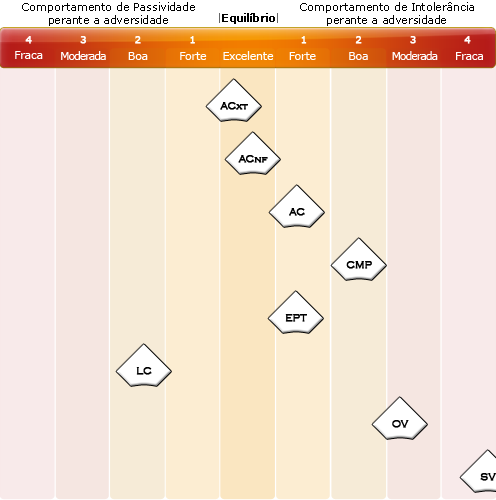 Comportamento de Passividade
perante a adversidade
|Equilíbrio|
Comportamento de Intolerância
perante a adversidade
4 3 2 1 1 2 3 4
Fraca Moderada Boa Forte Excelente Forte Boa Moderada Fraca
ACXT
ACNF
AC
CMP
EPT
LC
OV
SV